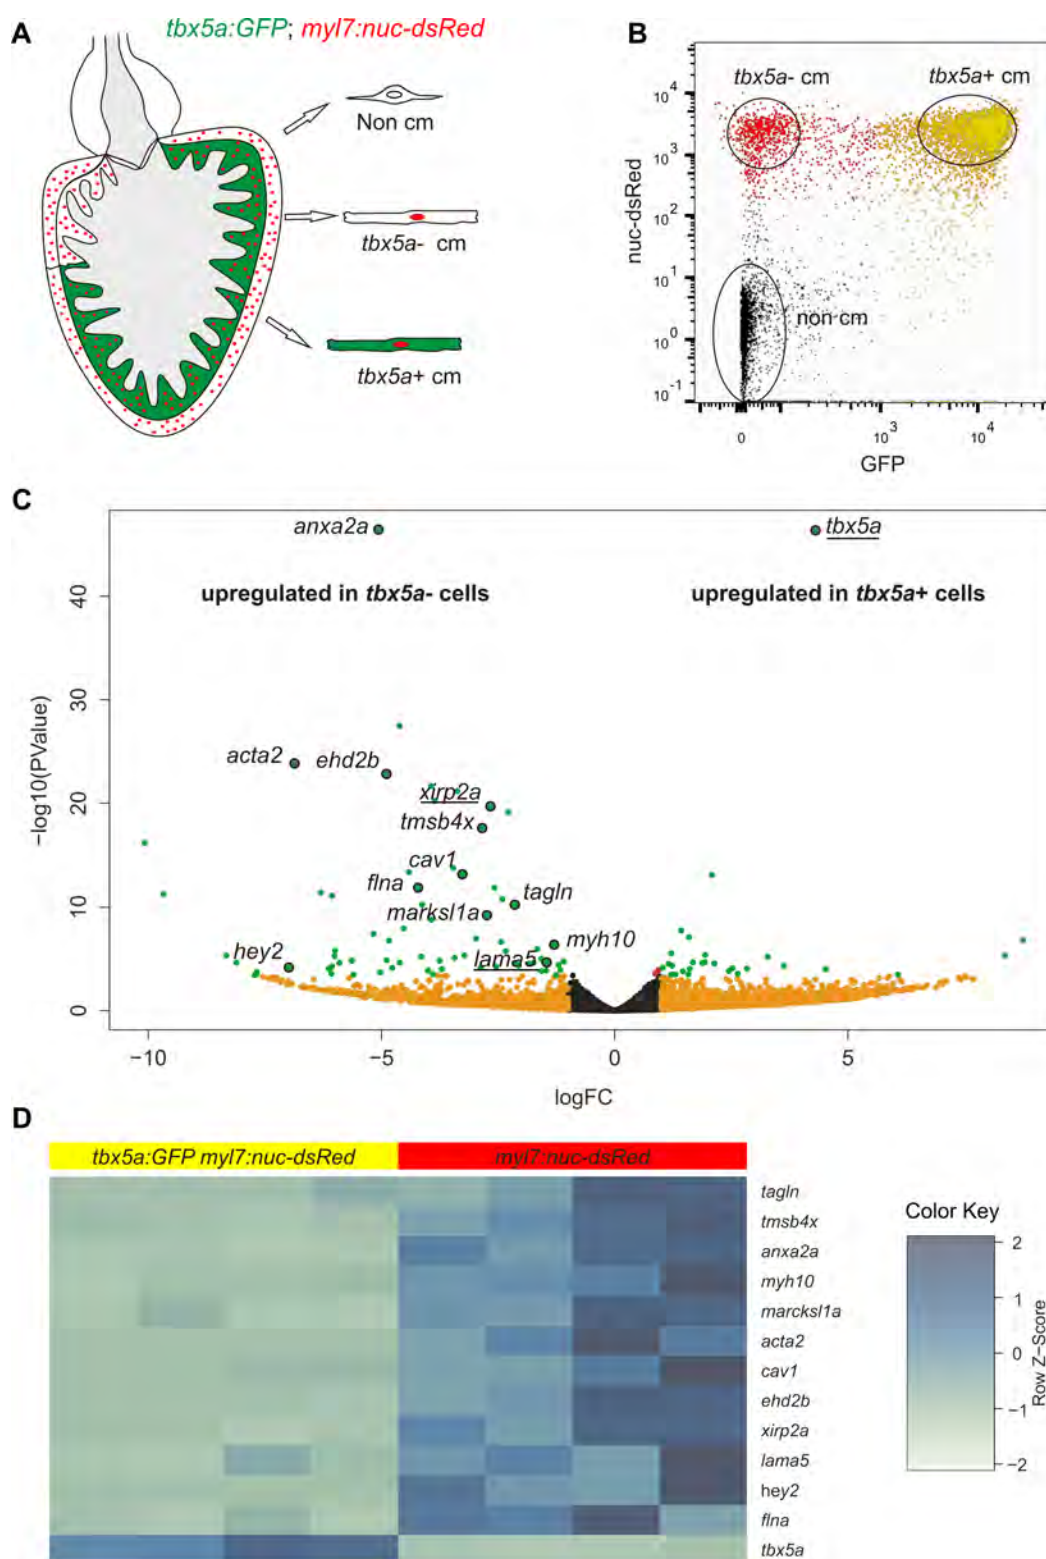 A
tbx5a:GFP; myl7:nuc-dsRed
Non cm
tbx5a- cm
tbx5a+ cm
B
tbx5a- cm
tbx5a+ cm
non cm
nuc-dsRed
10^4
10^3
10^2
10^1
10^0
10^-1
0
10^3
10^4
GFP
C
anxa2a
tbx5a
upregulated in tbx5a- cells
upregulated in tbx5a+ cells
acta2
ehd2b
xirp2a
tmsb4x
cav1
flna
tagln
marksl1a
myh10
hey2
lama5
−log10(PValue)
40
30
20
10
0
−10
−5
0
5
logFC
D
tbx5a:GFP myl7:nuc-dsRed
myl7:nuc-dsRed
tagln
tmsb4x
anxa2a
myh10
marcksl1a
acta2
cav1
ehd2b
xirp2a
lama5
hey2
flna
tbx5a
Color Key
2
1
0
−1
−2
Row Z−Score